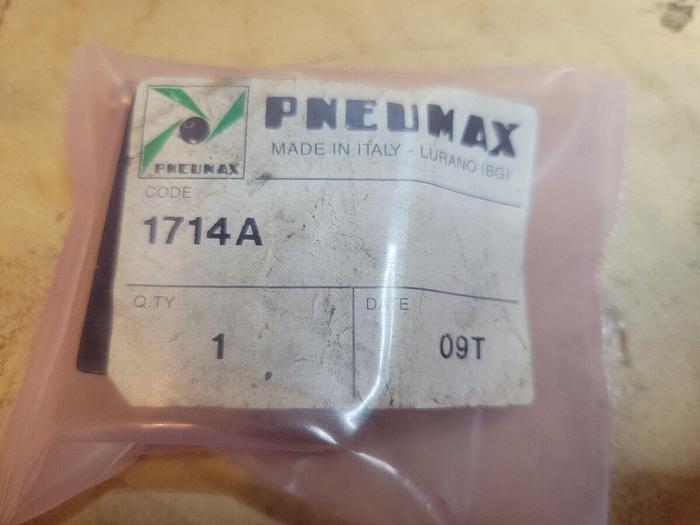 PNEUMAX
PNEUMAX
MADE IN ITALY - LURANO (BG)
CODE
1714A
Q.TY
DATE
1
09T